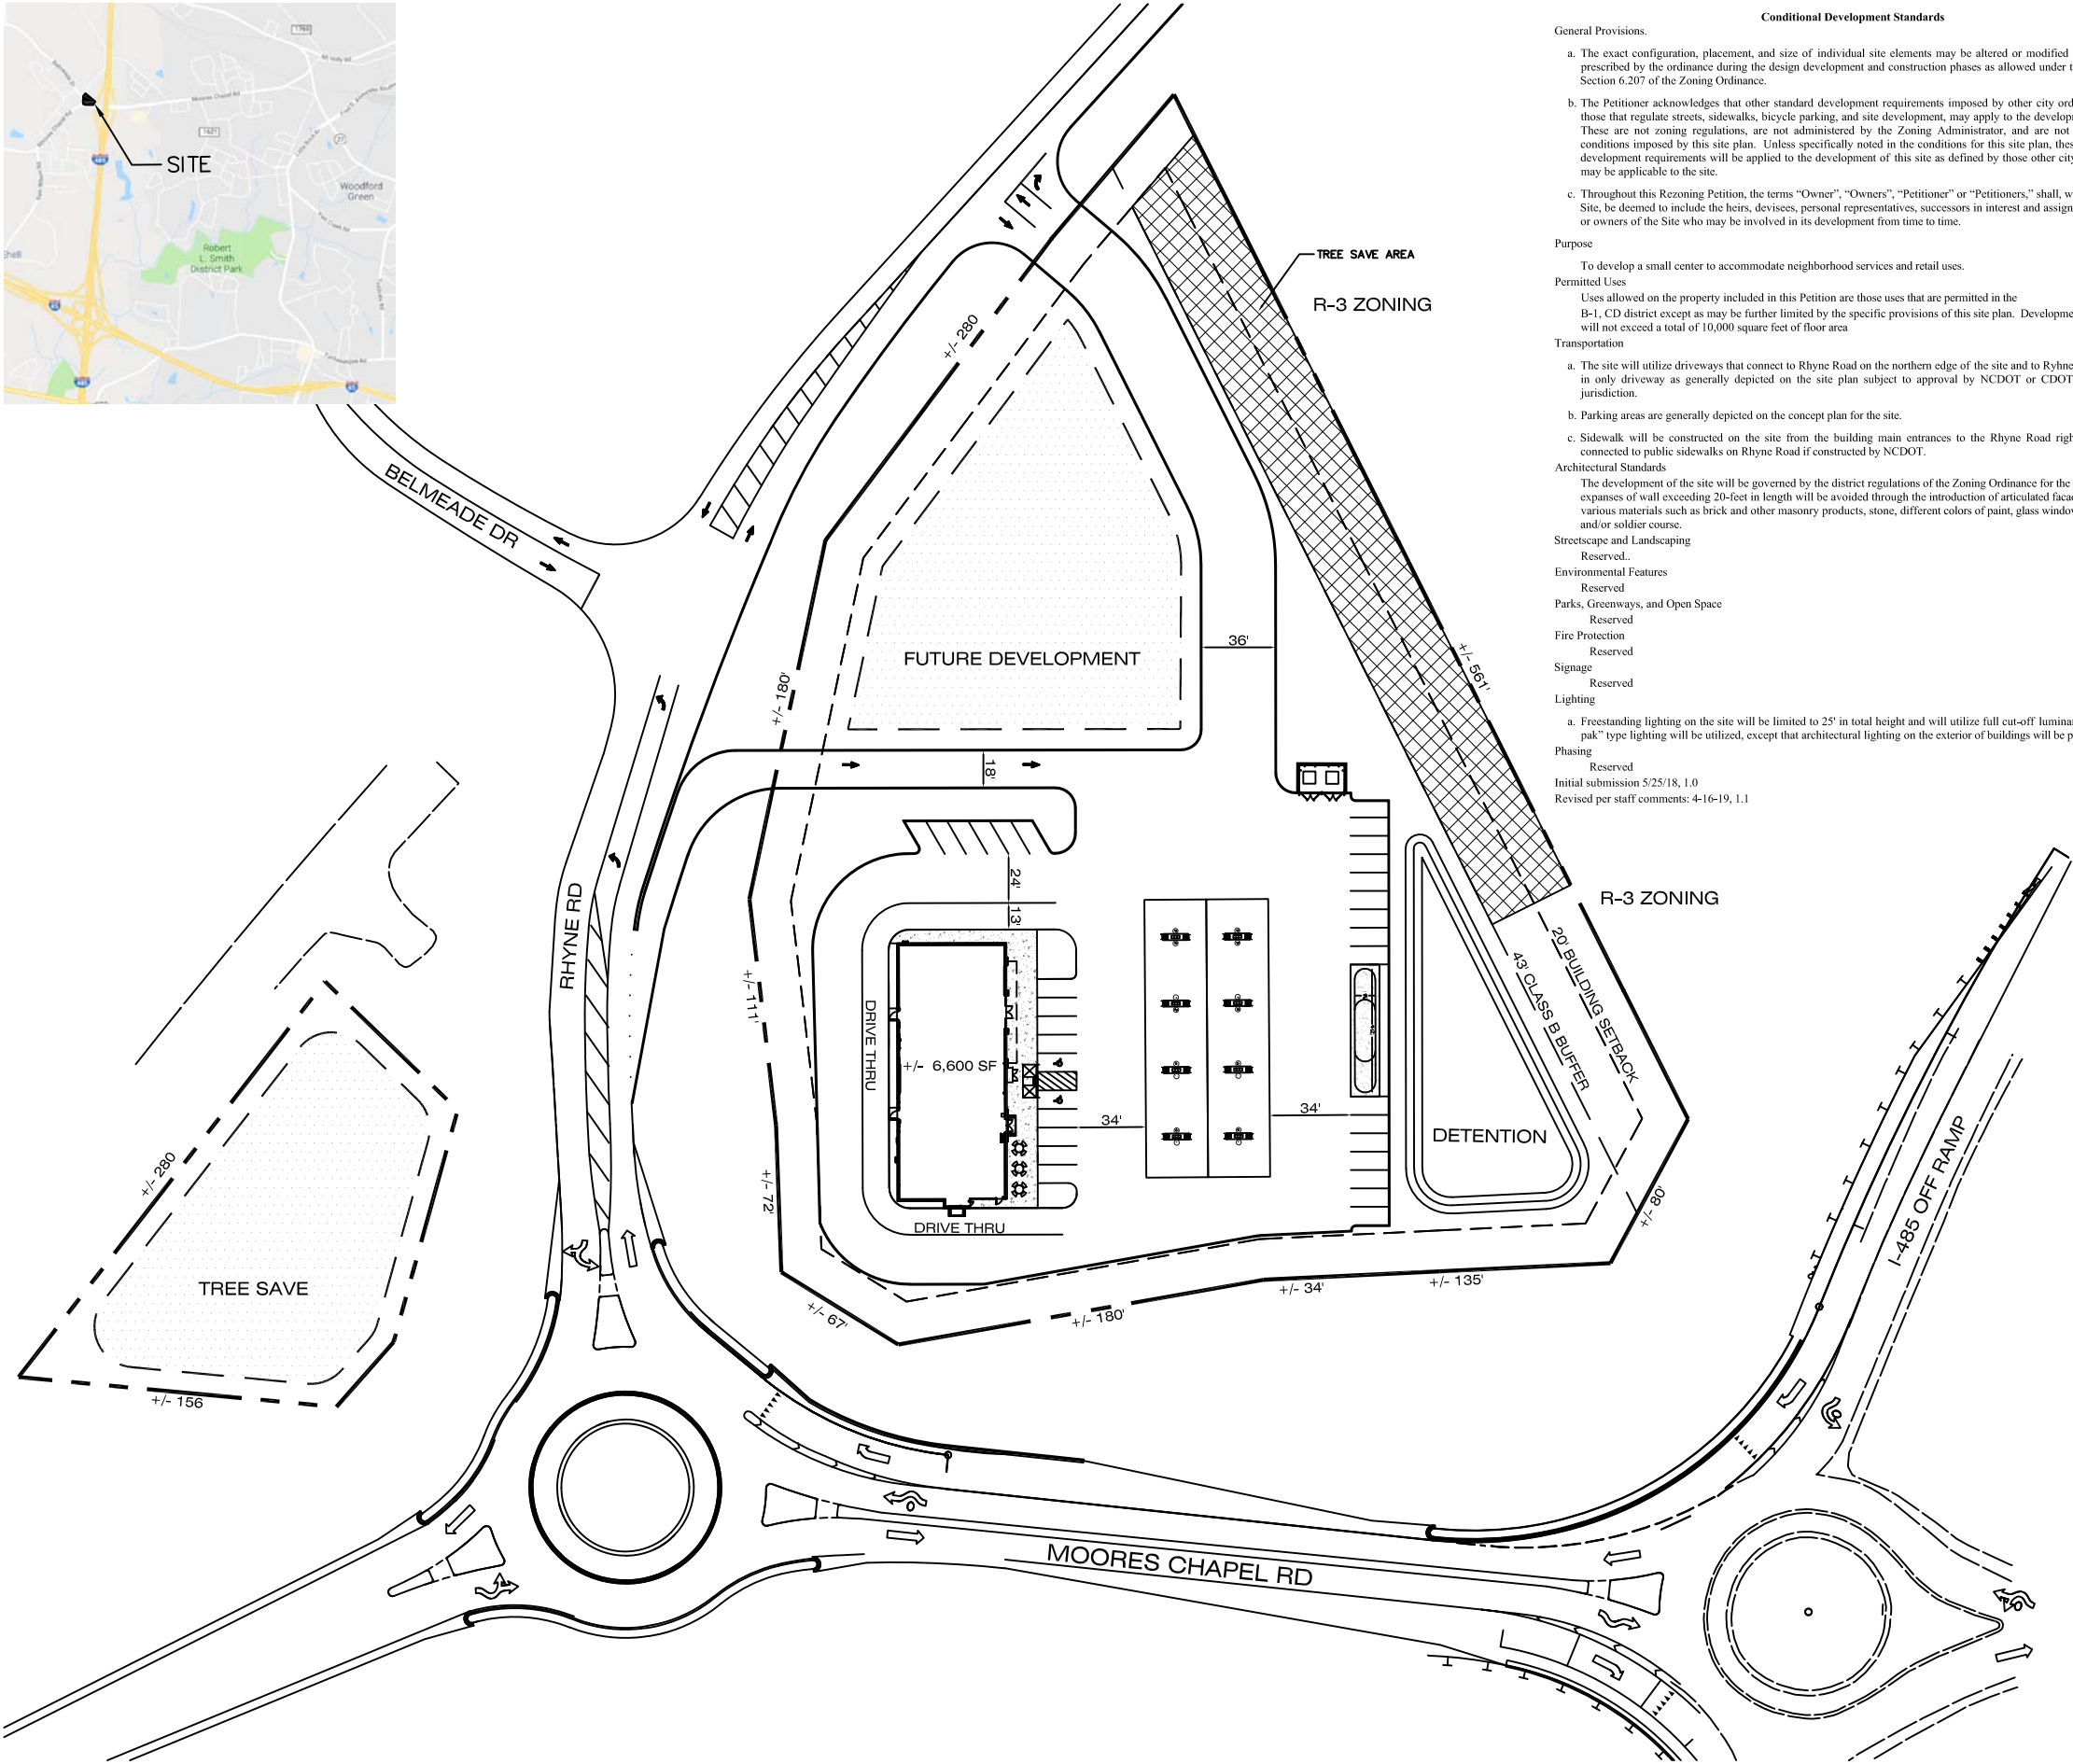 SITE
Woodford
Green
Robert
L. Smith
District Park
Moores Chapel Rd
1621
485
485
85
85
BELMEADE DR
RHYNE RD
TREE SAVE AREA
R-3 ZONING
+/- 280
+/- 180'
+/- 561'
FUTURE DEVELOPMENT
36'
18'
24'
13'
R-3 ZONING
20' BUILDING SETBACK
43' CLASS B BUFFER
+/- 111'
DRIVE THRU
+/- 6,600 SF
34'
34'
DETENTION
+/- 72'
DRIVE THRU
+/- 80'
+/- 67'
+/- 180'
+/- 34'
+/- 135'
+/- 280
TREE SAVE
+/- 156
I-485 OFF RAMP
MOORES CHAPEL RD
Conditional Development Standards
General Provisions.
a. The exact configuration, placement, and size of individual site elements may be altered or modified
prescribed by the ordinance during the design development and construction phases as allowed under
Section 6.207 of the Zoning Ordinance.
b. The Petitioner acknowledges that other standard development requirements imposed by other city
those that regulate streets, sidewalks, bicycle parking, and site development, may apply to the
These are not zoning regulations, are not administered by the Zoning Administrator, and are not
conditions imposed by this site plan. Unless specifically noted in the conditions for this site plan,
development requirements will be applied to the development of this site as defined by those other
may be applicable to the site.
c. Throughout this Rezoning Petition, the terms “Owner”, “Owners”, “Petitioner” or “Petitioners,” shall,
Site, be deemed to include the heirs, devisees, personal representatives, successors in interest and
or owners of the Site who may be involved in its development from time to time.
Purpose
To develop a small center to accommodate neighborhood services and retail uses.
Permitted Uses
Uses allowed on the property included in this Petition are those uses that are permitted in the
B-1, CD district except as may be further limited by the specific provisions of this site plan.
will not exceed a total of 10,000 square feet of floor area
Transportation
a. The site will utilize driveways that connect to Rhyne Road on the northern edge of the site and to Ryhne
in only driveway as generally depicted on the site plan subject to approval by NCDOT or CDOT
jurisdiction.
b. Parking areas are generally depicted on the concept plan for the site.
c. Sidewalk will be constructed on the site from the building main entrances to the Rhyne Road
connected to public sidewalks on Rhyne Road if constructed by NCDOT.
Architectural Standards
The development of the site will be governed by the district regulations of the Zoning Ordinance for the
expanses of wall exceeding 20-feet in length will be avoided through the introduction of articulated
various materials such as brick and other masonry products, stone, different colors of paint, glass
and/or soldier course.
Streetscape and Landscaping
Reserved..
Environmental Features
Reserved
Parks, Greenways, and Open Space
Reserved
Fire Protection
Reserved
Signage
Reserved
Lighting
a. Freestanding lighting on the site will be limited to 25' in total height and will utilize full cut-off
pak” type lighting will be utilized, except that architectural lighting on the exterior of buildings will be
Phasing
Reserved
Initial submission 5/25/18, 1.0
Revised per staff comments: 4-16-19, 1.1